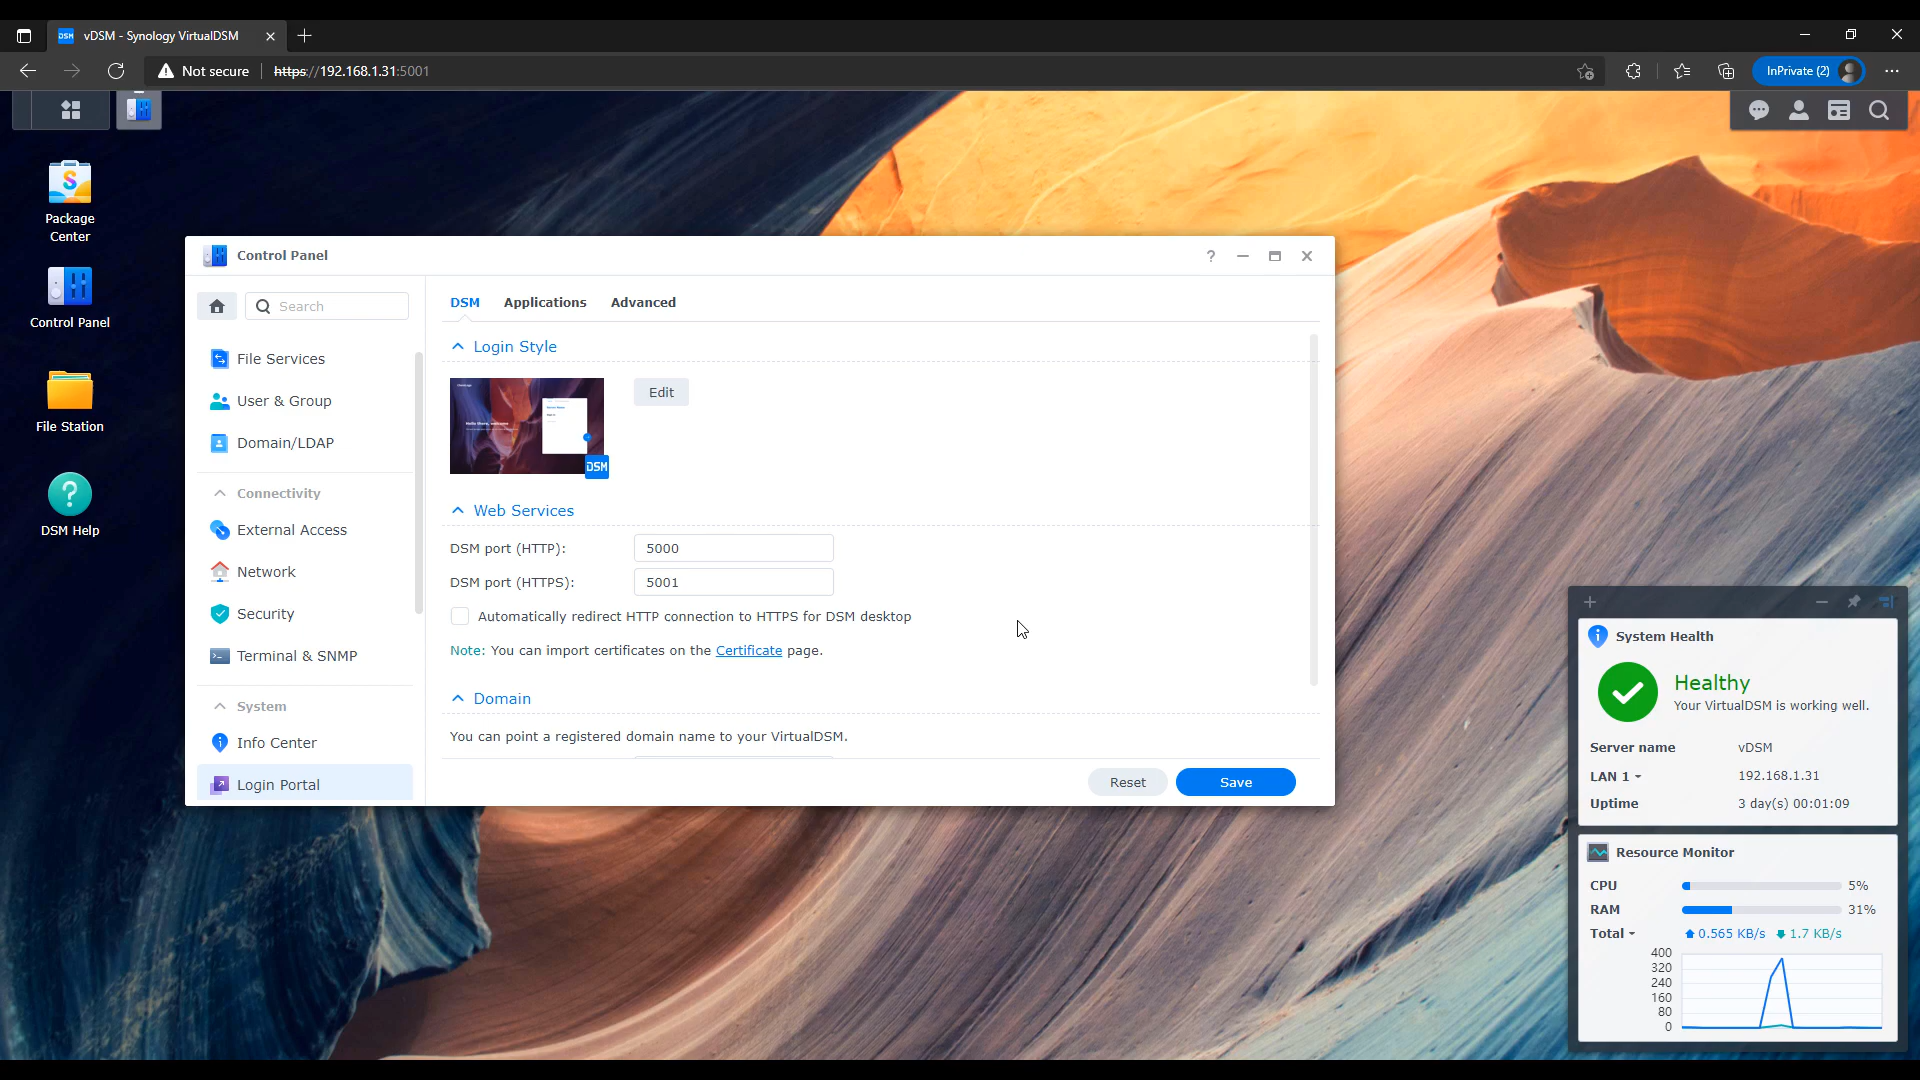 DSM
vDSM - Synology VirtualDSM
Not secure
https://192.168.1.31:5001
InPrivate (2)
Package
Center
Control Panel
File Station
DSM Help
Control Panel
Search
File Services
User & Group
Domain/LDAP
Connectivity
External Access
Network
Security
Terminal & SNMP
System
Info Center
Login Portal
DSM
Applications
Advanced
Login Style
DSM
Edit
Web Services
DSM port (HTTP):
5000
DSM port (HTTPS):
5001
Automatically redirect HTTP connection to HTTPS for DSM desktop
Note: You can import certificates on the Certificate page.
Domain
You can point a registered domain name to your VirtualDSM.
Reset
Save
System Health
Healthy
Your VirtualDSM is working well.
Server name vDSM
LAN 1 192.168.1.31
Uptime 3 day(s) 00:01:09
Resource Monitor
CPU 5%
RAM 31%
Total 0.565 KB/s 1.7 KB/s
400
320
240
160
80
0